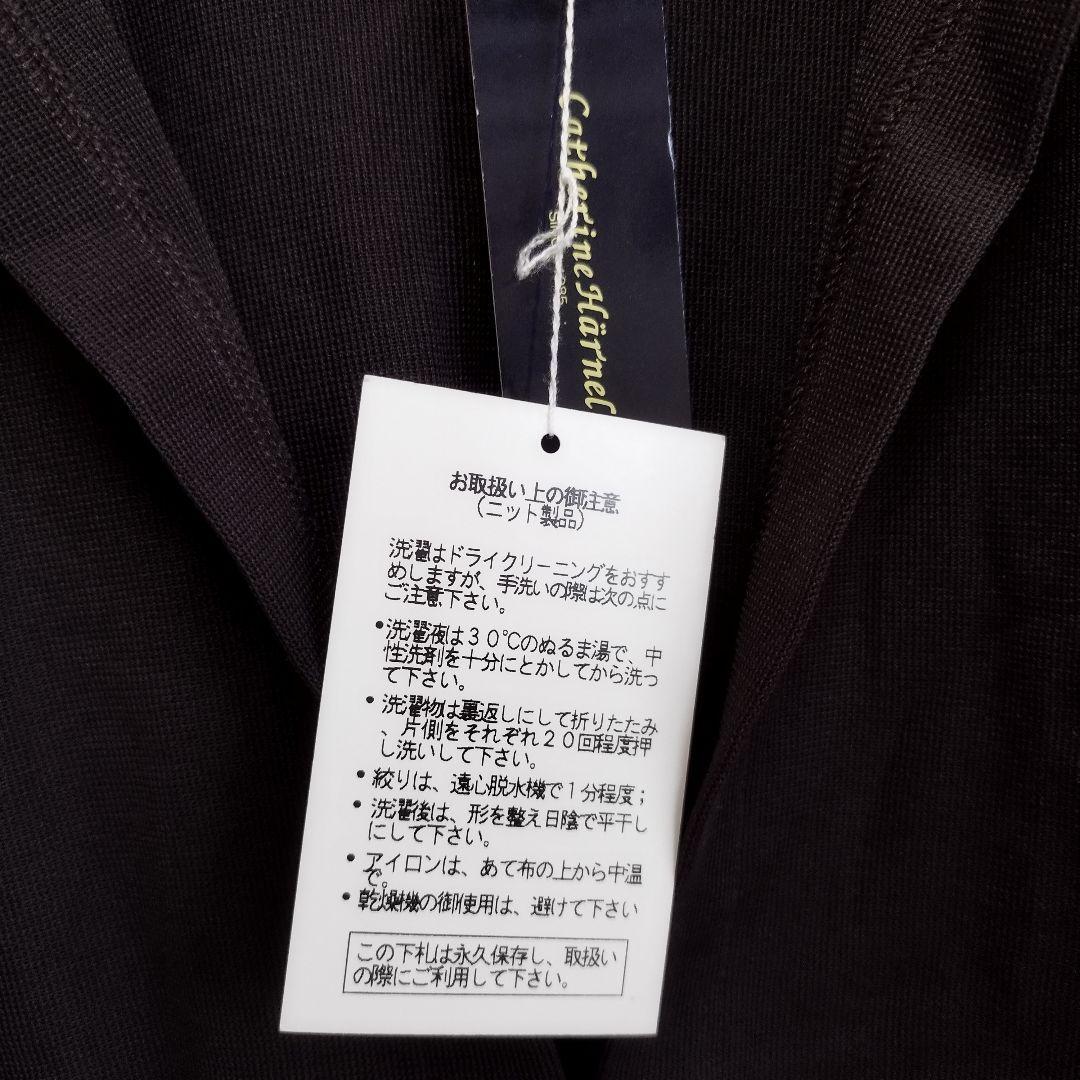 Catherine Härnel
お取扱い上の御注意
(ニット製品)
洗濯はドライクリーニングをおすす
めしますが、手洗いの際は次の点に
ご注意下さい。
•洗濯液は30℃のぬるま湯で、中
性洗剤を十分にとかしてから洗っ
て下さい。
•洗濯物は裏返しにして折りたたみ
、片側をそれぞれ20回程度押
し洗いして下さい。
•絞りは、遠心脱水機で1分程度;
•洗濯後は、形を整え日陰で平干し
にして下さい。
•アイロンは、あて布の上から中温
で。
•乾燥機の御使用は、避けて下さい
この下札は永久保存し、取扱い
の際にご利用して下さい。